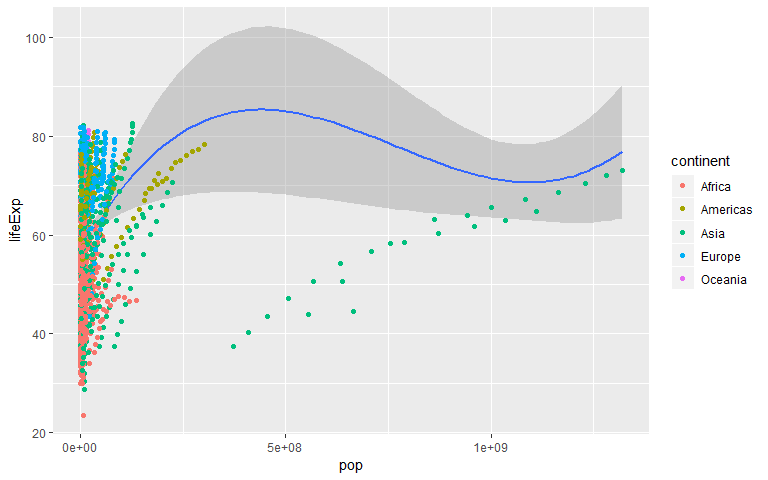 100
80
60
40
20
lifeExp
0e+00
5e+08
1e+09
pop
continent
Africa
Americas
Asia
Europe
Oceania